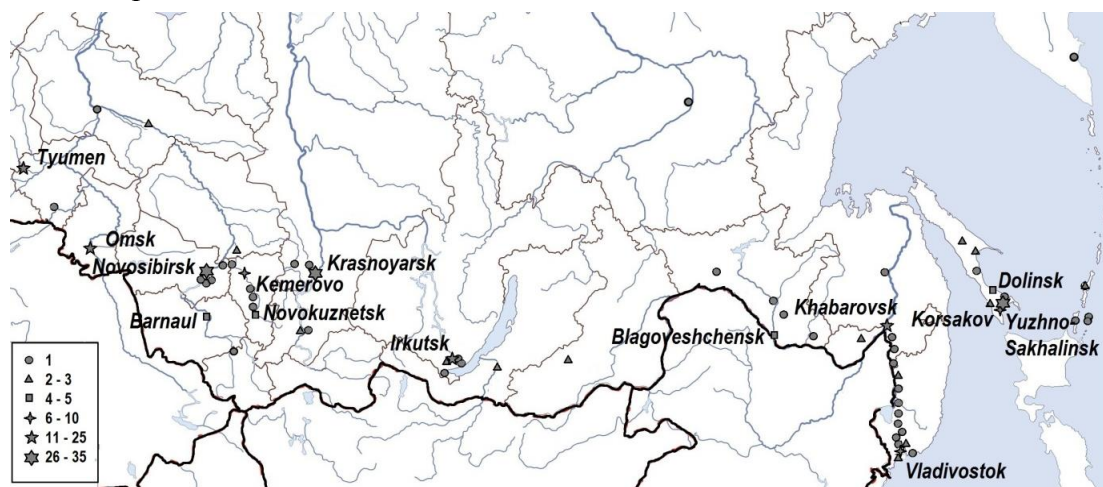 Tyumen
Omsk
Novosibirsk
Krasnoyarsk
Kemerovo
Novokuznetsk
Barnaul
Irkutsk
Blagoveshchensk
Khabarovsk
Dolinsk
Korsakov
Yuzhno
Sakhalinsk
Vladivostok
1
2 - 3
4 - 5
6 - 10
11 - 25
26 - 35